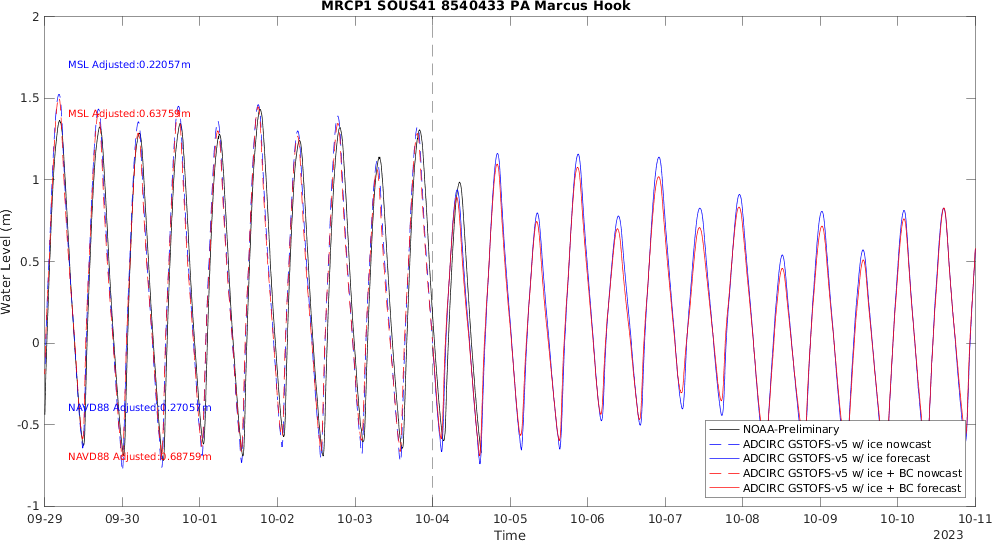 MRCP1 SOUS41 8540433 PA Marcus Hook
2
1.5
1
0.5
0
-0.5
-1
Water Level (m)
MSL Adjusted:0.22057m
MSL Adjusted:0.63759m
NAVD88 Adjusted:0.27057m
NAVD88 Adjusted:0.68759m
NOAA-Preliminary
ADCIRC GSTOFS-v5 w/ ice nowcast
ADCIRC GSTOFS-v5 w/ ice forecast
ADCIRC GSTOFS-v5 w/ ice + BC nowcast
ADCIRC GSTOFS-v5 w/ ice + BC forecast
09-29 09-30 10-01 10-02 10-03 10-04 10-05 10-06 10-07 10-08 10-09 10-10 10-11
Time
2023